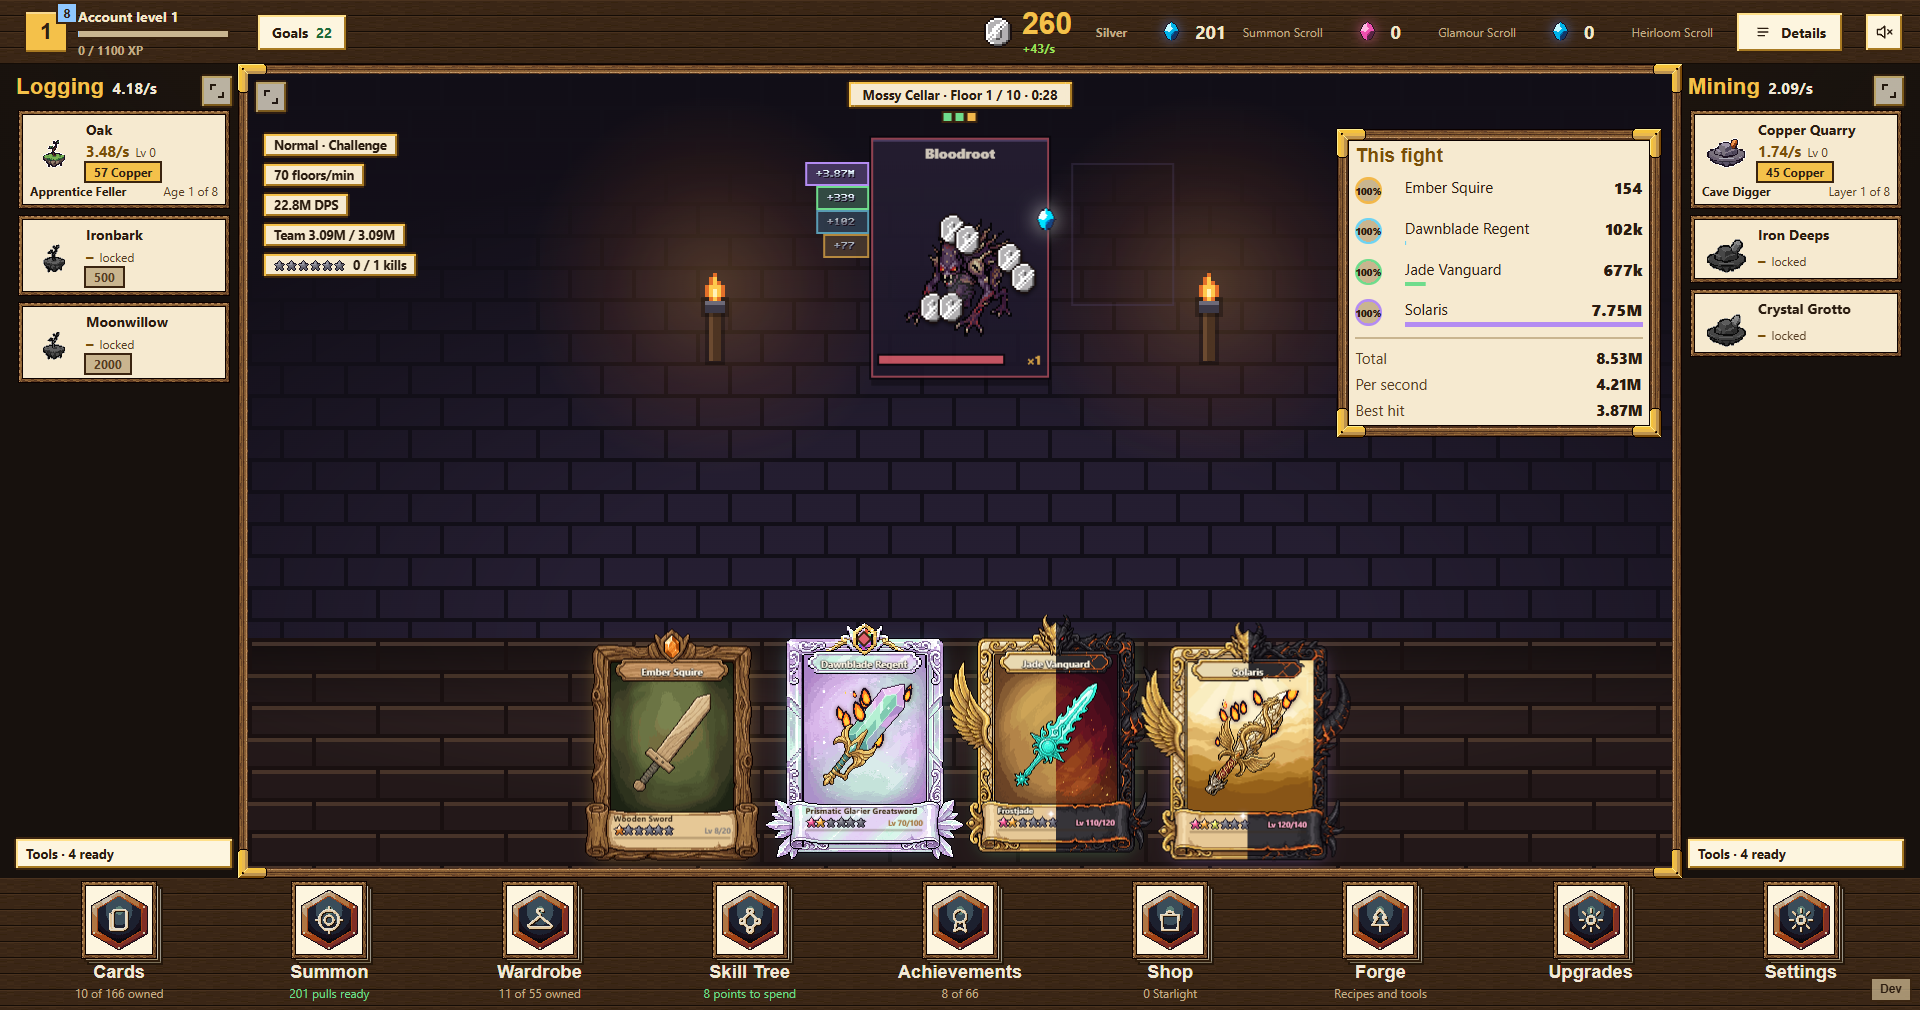 1
8
Account level 1
0 / 1100 XP
Goals 22
260
+43/s
Silver
201
Summon Scroll
0
Glamour Scroll
0
Heirloom Scroll
Details
Logging 4.18/s
Oak
3.48/s Lv 0
57 Copper
Apprentice Feller
Age 1 of 8
Ironbark
– locked
500
Moonwillow
– locked
2000
Tools · 4 ready
Mossy Cellar · Floor 1 / 10 · 0:28
Normal · Challenge
70 floors/min
22.8M DPS
Team 3.09M / 3.09M
0 / 1 kills
Bloodroot
+3.87M
+339
+102
+77
×1
This fight
100% Ember Squire 154
100% Dawnblade Regent 102k
100% Jade Vanguard 677k
100% Solaris 7.75M
Total 8.53M
Per second 4.21M
Best hit 3.87M
Mining 2.09/s
Copper Quarry
1.74/s Lv 0
45 Copper
Cave Digger
Layer 1 of 8
Iron Deeps
– locked
Crystal Grotto
– locked
Tools · 4 ready
Ember Squire
Wooden Sword
Lv 8/20
Dawnblade Regent
Prismatic Glacier Greatsword
Lv 70/100
Jade Vanguard
Frostjade
Lv 110/120
Solaris
Lv 120/140
Cards
10 of 166 owned
Summon
201 pulls ready
Wardrobe
11 of 55 owned
Skill Tree
8 points to spend
Achievements
8 of 66
Shop
0 Starlight
Forge
Recipes and tools
Upgrades
Settings
Dev